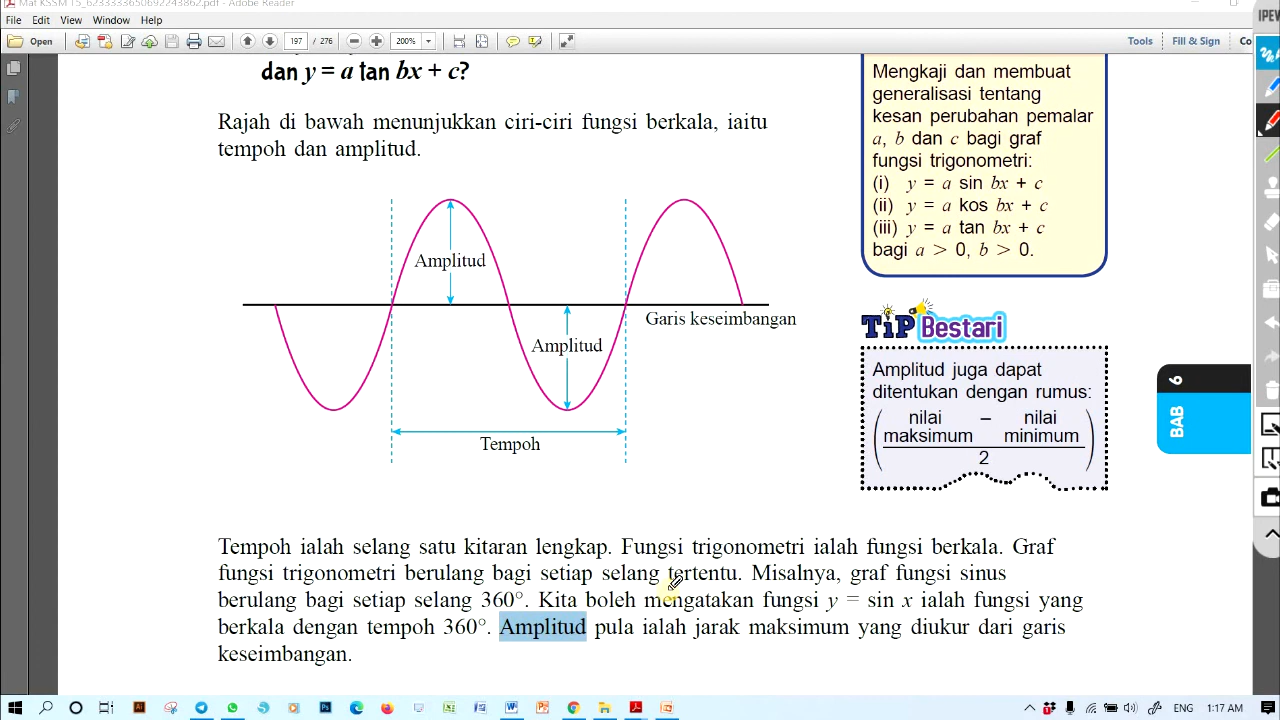 Mat KSSM T5_6233333650692243862.pdf - Adobe Reader
File Edit View Window Help
Open 197 / 276 200% Tools Fill & Sign
IPEV
dan y = a tan bx + c?
Rajah di bawah menunjukkan ciri-ciri fungsi berkala, iaitu
tempoh dan amplitud.
Amplitud
Garis keseimbangan
Amplitud
Tempoh
Mengkaji dan membuat
generalisasi tentang
kesan perubahan pemalar
a, b dan c bagi graf
fungsi trigonometri:
(i) y = a sin bx + c
(ii) y = a kos bx + c
(iii) y = a tan bx + c
bagi a > 0, b > 0.
TiP Bestari
Amplitud juga dapat
ditentukan dengan rumus:
nilai – nilai
maksimum minimum
2
BAB 6
Tempoh ialah selang satu kitaran lengkap. Fungsi trigonometri ialah fungsi berkala. Graf
fungsi trigonometri berulang bagi setiap selang tertentu. Misalnya, graf fungsi sinus
berulang bagi setiap selang 360°. Kita boleh mengatakan fungsi y = sin x ialah fungsi yang
berkala dengan tempoh 360°. Amplitud pula ialah jarak maksimum yang diukur dari garis
keseimbangan.
ENG 1:17 AM